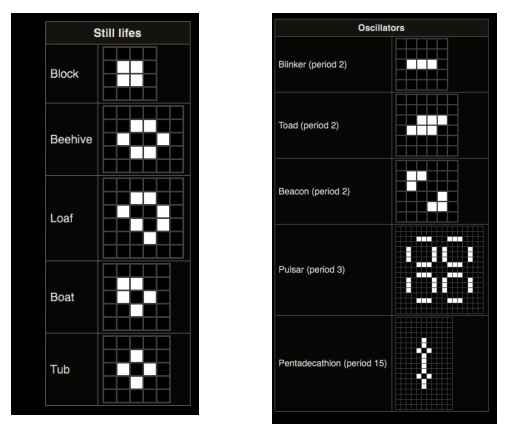 Still lifes
Block
Beehive
Loaf
Boat
Tub
Oscillators
Blinker (period 2)
Toad (period 2)
Beacon (period 2)
Pulsar (period 3)
Pentadecathlon (period 15)